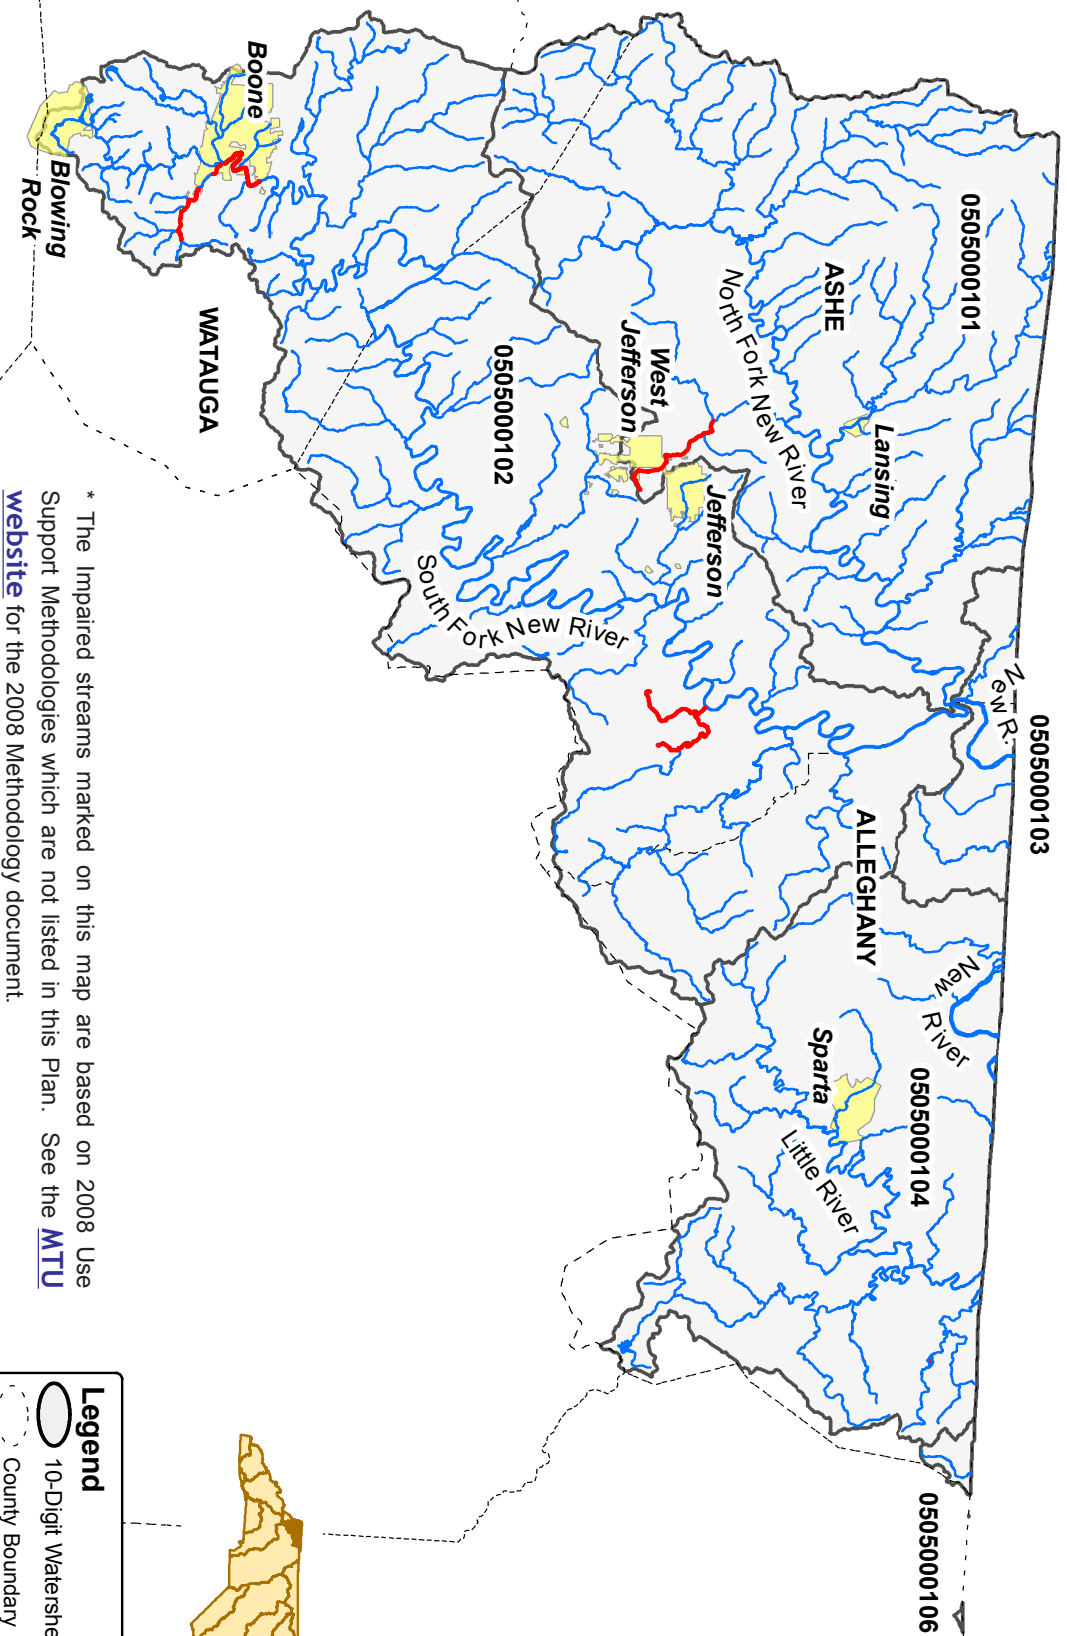 0505000101
ASHE
Lansing
North Fork New River
West
Jefferson
Jefferson
0505000102
South Fork New River
Boone
Blowing
Rock
WATAUGA
New R.
0505000103
ALLEGHANY
New
River
Sparta
0505000104
Little River
0505000106
* The Impaired streams marked on this map are based on 2008 Use
Support Methodologies which are not listed in this Plan. See the MTU
website for the 2008 Methodology document.
Legend
10-Digit Watershe
County Boundary